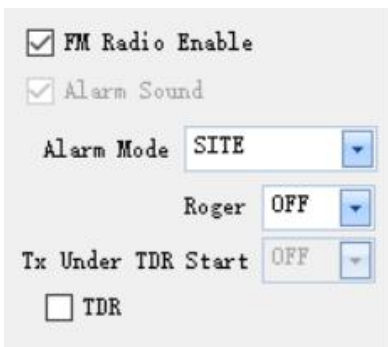 FM Radio Enable
Alarm Sound
Alarm Mode SITE
Roger OFF
Tx Under TDR Start OFF
TDR